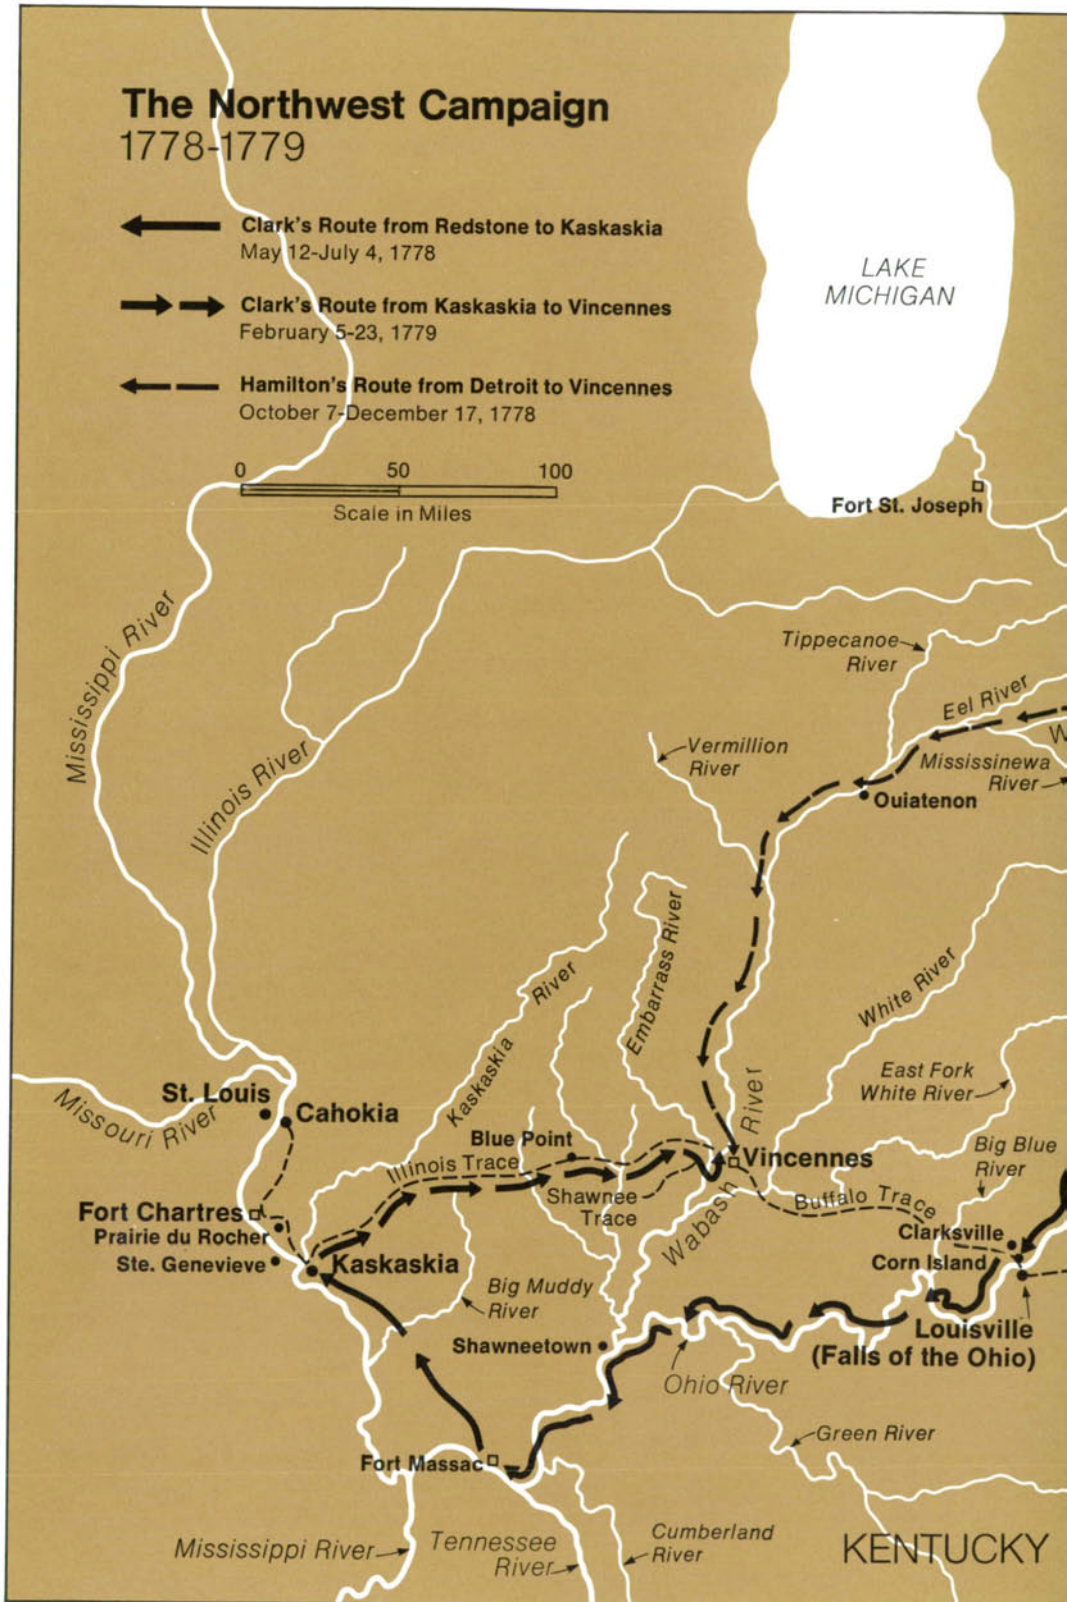 The Northwest Campaign
1778-1779
Clark's Route from Redstone to Kaskaskia
May 12-July 4, 1778
Clark's Route from Kaskaskia to Vincennes
February 5-23, 1779
Hamilton's Route from Detroit to Vincennes
October 7-December 17, 1778
0 50 100
Scale in Miles
LAKE
MICHIGAN
Fort St. Joseph
Mississippi River
Illinois River
Tippecanoe
River
Eel River
W
Mississinewa
River
Vermillion
River
Ouiatenon
Kaskaskia River
Embarrass River
White River
East Fork
White River
Missouri River
St. Louis
Cahokia
Blue Point
Illinois Trace
Shawnee
Trace
Wabash River
Vincennes
Buffalo Trace
Big Blue
River
Clarksville
Corn Island
Fort Chartres
Prairie du Rocher
Ste. Genevieve
Kaskaskia
Big Muddy
River
Shawneetown
Ohio River
Louisville
(Falls of the Ohio)
Green River
Fort Massac
Mississippi River
Tennessee
River
Cumberland
River
KENTUCKY